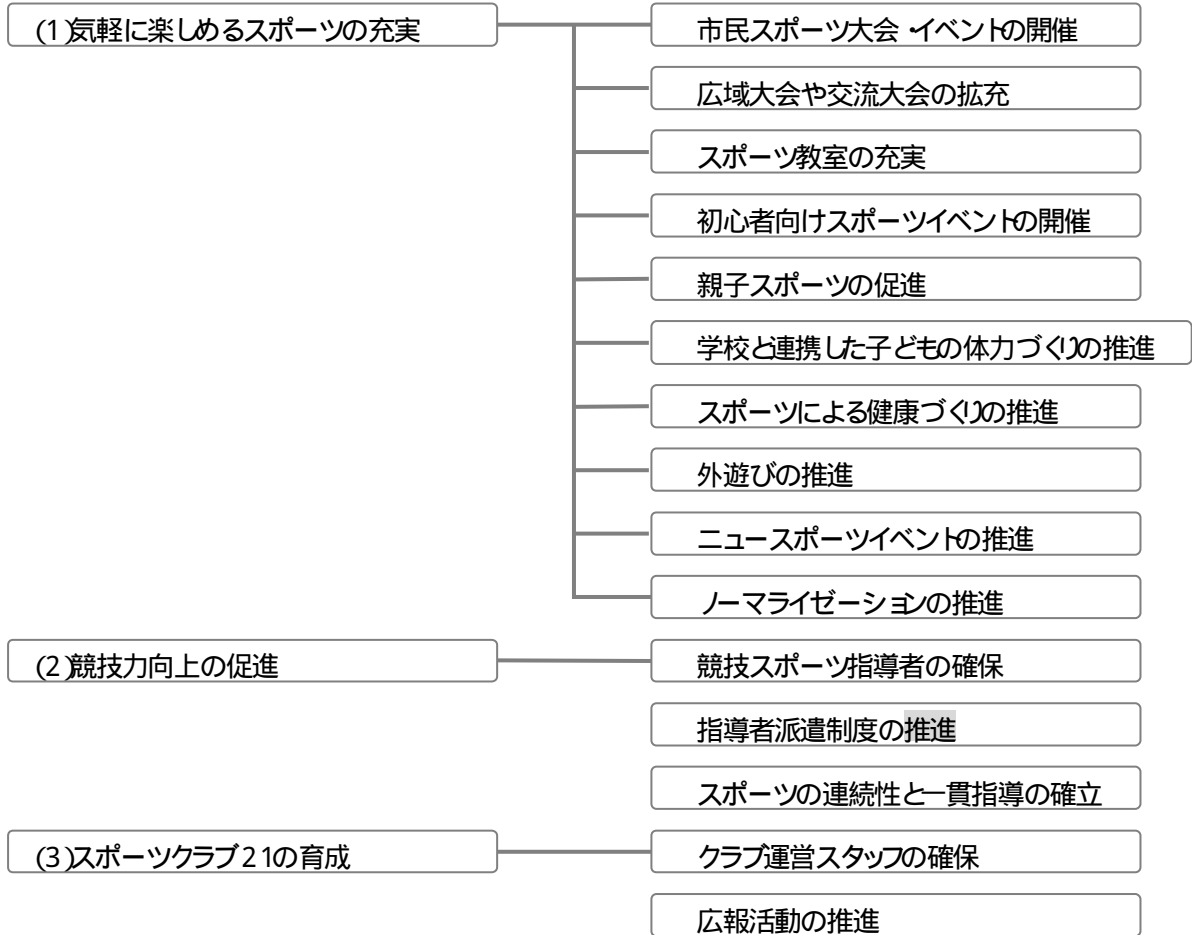 (1)気軽に楽しめるスポーツの充実
市民スポーツ大会・イベントの開催
広域大会や交流大会の拡充
スポーツ教室の充実
初心者向けスポーツイベントの開催
親子スポーツの促進
学校と連携した子どもの体力づくりの推進
スポーツによる健康づくりの推進
外遊びの推進
ニュースポーツイベントの推進
ノーマライゼーションの推進
(2)競技力向上の促進
競技スポーツ指導者の確保
指導者派遣制度の推進
スポーツの連続性と一貫指導の確立
(3)スポーツクラブ21の育成
クラブ運営スタッフの確保
広報活動の推進